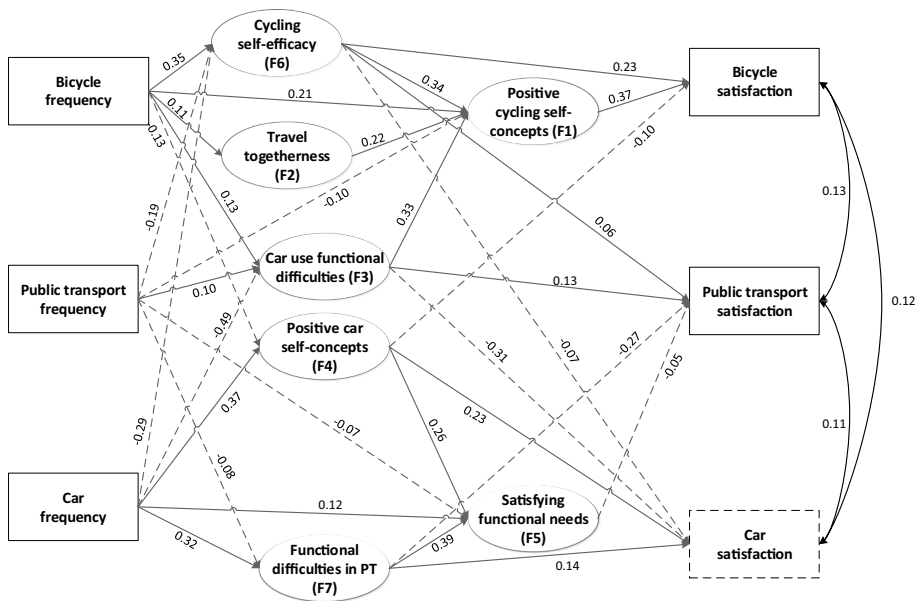 Cycling
self-efficacy
(F6)
Bicycle
frequency
Bicycle
satisfaction
Positive
cycling self-
concepts (F1)
Travel
togetherness
(F2)
Car use functional
difficulties (F3)
Public transport
frequency
Public transport
satisfaction
Positive car
self-concepts
(F4)
Car
frequency
Satisfying
functional needs
(F5)
Car
satisfaction
Functional
difficulties in PT
(F7)
0.35
0.23
0.34
0.21
0.37
0.11
-0.13
0.22
-0.10
0.13
-0.10
0.13
-0.19
0.33
0.06
0.10
0.13
0.12
-0.49
-0.31
-0.07
-0.27
-0.05
0.37
0.23
0.11
-0.29
-0.07
0.26
-0.08
0.12
0.32
0.39
0.14